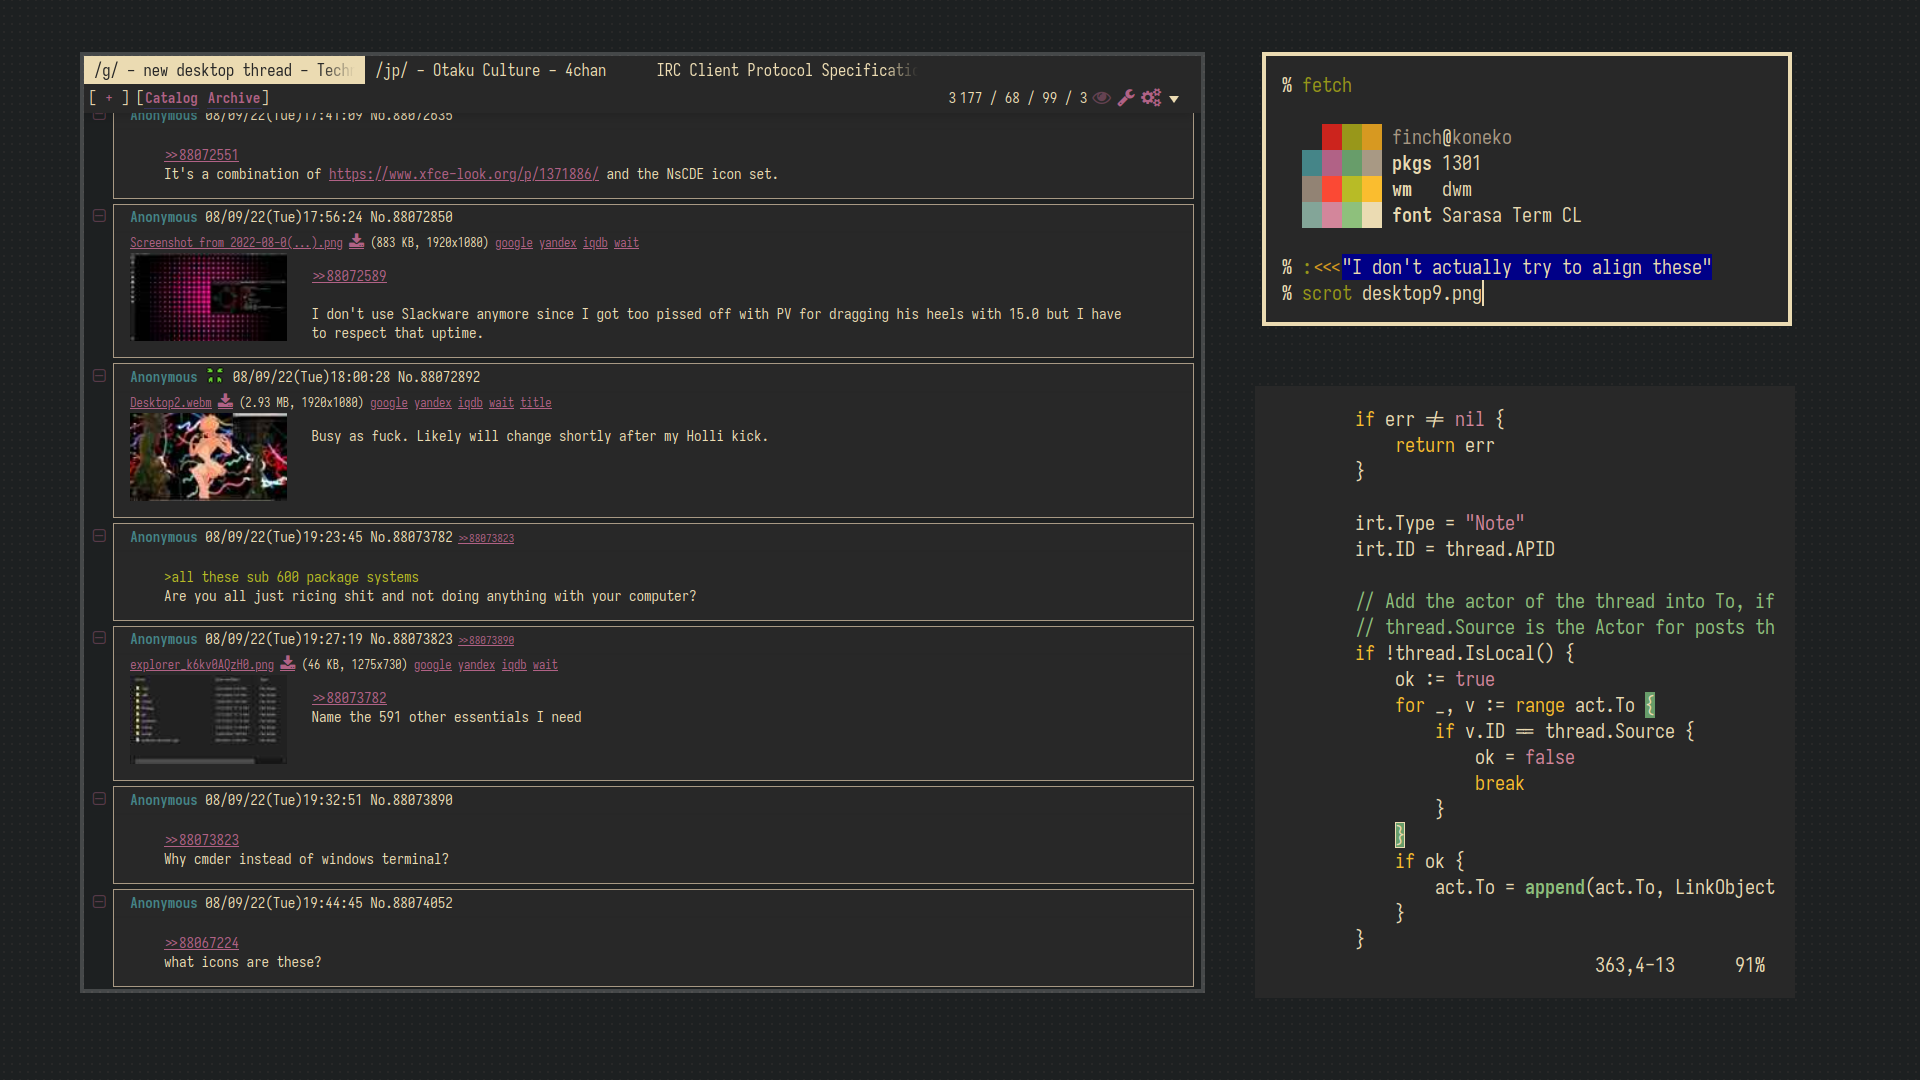 /g/ - new desktop thread - Tech
/jp/ - Otaku Culture - 4chan
IRC Client Protocol Specificatio
[ + ] [Catalog Archive]
3 177 / 68 / 99 / 3
Anonymous 08/09/22(Tue)17:41:09 No.88072635
>>88072551
It's a combination of https://www.xfce-look.org/p/1371886/ and the NsCDE icon set.
Anonymous 08/09/22(Tue)17:56:24 No.88072850
Screenshot from 2022-08-0(...).png (883 KB, 1920x1080) google yandex iqdb wait
>>88072589
I don't use Slackware anymore since I got too pissed off with PV for dragging his heels with 15.0 but I have
to respect that uptime.
Anonymous 08/09/22(Tue)18:00:28 No.88072892
Desktop2.webm (2.93 MB, 1920x1080) google yandex iqdb wait title
Busy as fuck. Likely will change shortly after my Holli kick.
Anonymous 08/09/22(Tue)19:23:45 No.88073782 >>88073823
>all these sub 600 package systems
Are you all just ricing shit and not doing anything with your computer?
Anonymous 08/09/22(Tue)19:27:19 No.88073823 >>88073890
explorer_k6kv0AQzH0.png (46 KB, 1275x730) google yandex iqdb wait
>>88073782
Name the 591 other essentials I need
Anonymous 08/09/22(Tue)19:32:51 No.88073890
>>88073823
Why cmder instead of windows terminal?
Anonymous 08/09/22(Tue)19:44:45 No.88074052
>>88067224
what icons are these?
% fetch
finch@koneko
pkgs 1301
wm dwm
font Sarasa Term CL
% :<<<"I don't actually try to align these"
% scrot desktop9.png
if err != nil {
return err
}
irt.Type = "Note"
irt.ID = thread.APID
// Add the actor of the thread into To, if
// thread.Source is the Actor for posts th
if !thread.IsLocal() {
ok := true
for _, v := range act.To {
if v.ID == thread.Source {
ok = false
break
}
}
if ok {
act.To = append(act.To, LinkObject
}
}
363,4-13 91%